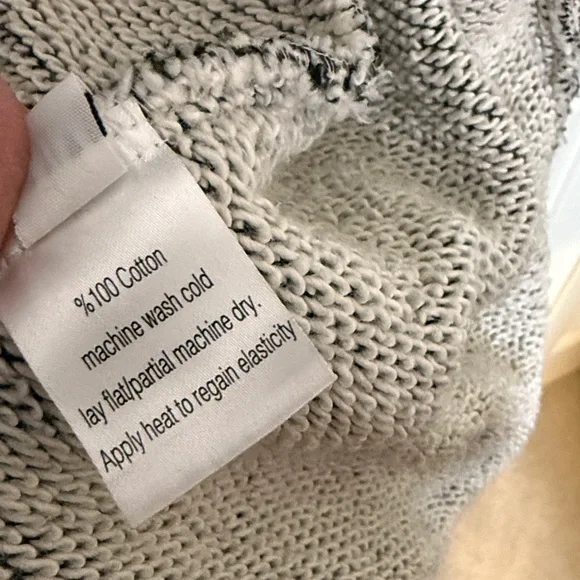 %100 Cotton
machine wash cold
lay flat/partial machine dry.
Apply heat to regain elasticity